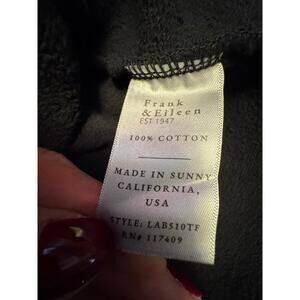 Frank
& Eileen
EST 1947
100% COTTON
MADE IN SUNNY
CALIFORNIA,
USA
STYLE: LAB510TF
RN# 117409